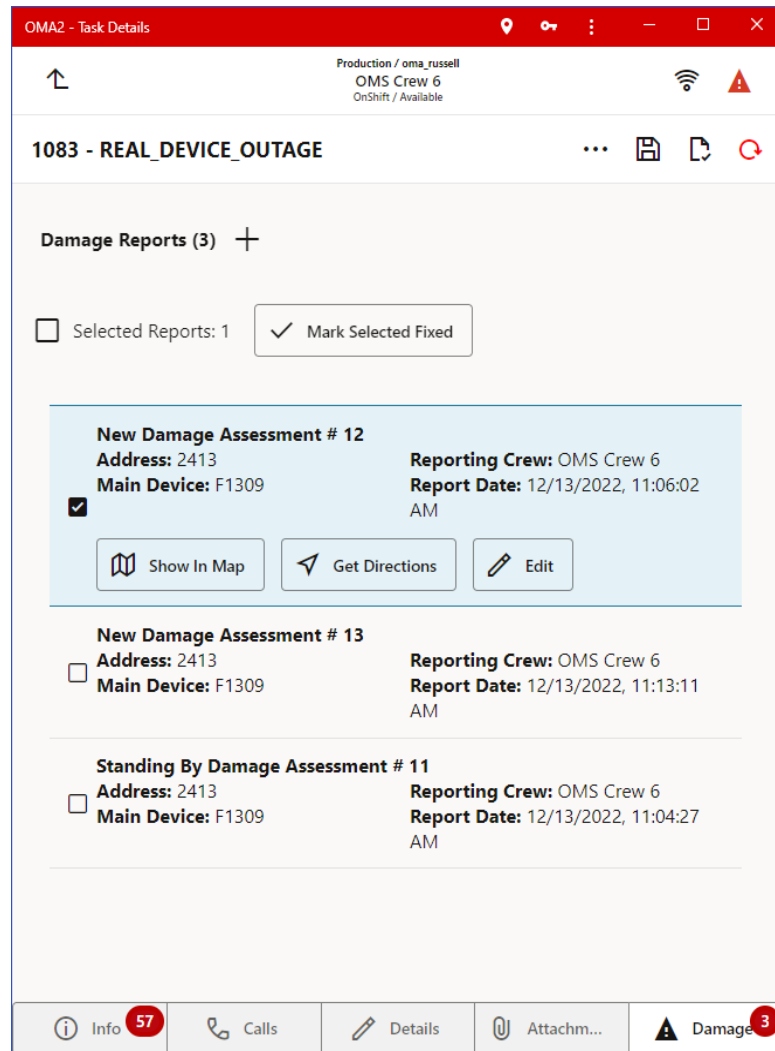 OMA2 - Task Details
Production / oma_russell
OMS Crew 6
OnShift / Available
1083 - REAL_DEVICE_OUTAGE
Damage Reports (3)
Selected Reports: 1
Mark Selected Fixed
New Damage Assessment # 12
Address: 2413 Reporting Crew: OMS Crew 6
Main Device: F1309 Report Date: 12/13/2022, 11:06:02
AM
Show In Map Get Directions Edit
New Damage Assessment # 13
Address: 2413 Reporting Crew: OMS Crew 6
Main Device: F1309 Report Date: 12/13/2022, 11:13:11
AM
Standing By Damage Assessment # 11
Address: 2413 Reporting Crew: OMS Crew 6
Main Device: F1309 Report Date: 12/13/2022, 11:04:27
AM
Info 57 Calls Details Attachm... Damage 3